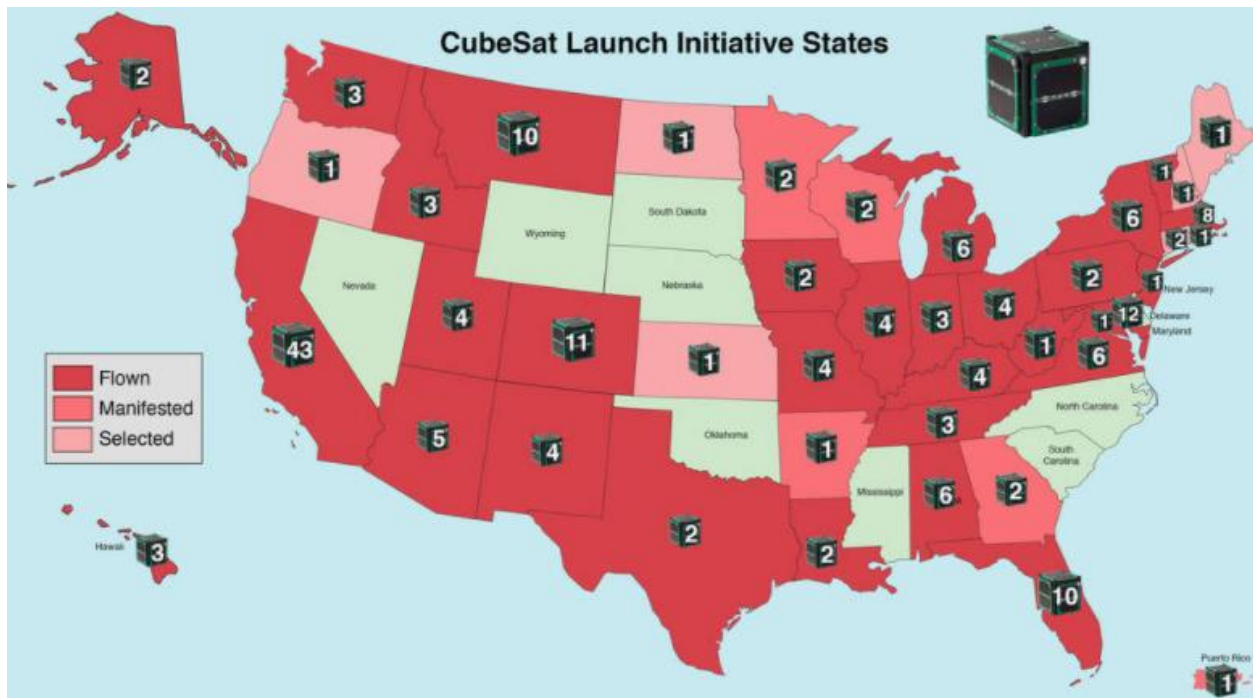 CubeSat Launch Initiative States
2
3
10
1
1
3
Wyoming
South Dakota
Nebraska
Nevada
2
2
6
1
1
1
6
8
2
1
2
2
1
New Jersey
Delaware
Maryland
12
1
4
3
4
1
6
4
11
43
1
4
4
3
North Carolina
South
Carolina
Flown
Manifested
Selected
5
4
Oklahoma
1
Mississippi
6
2
2
2
10
Hawaii
3
Puerto Rico
1